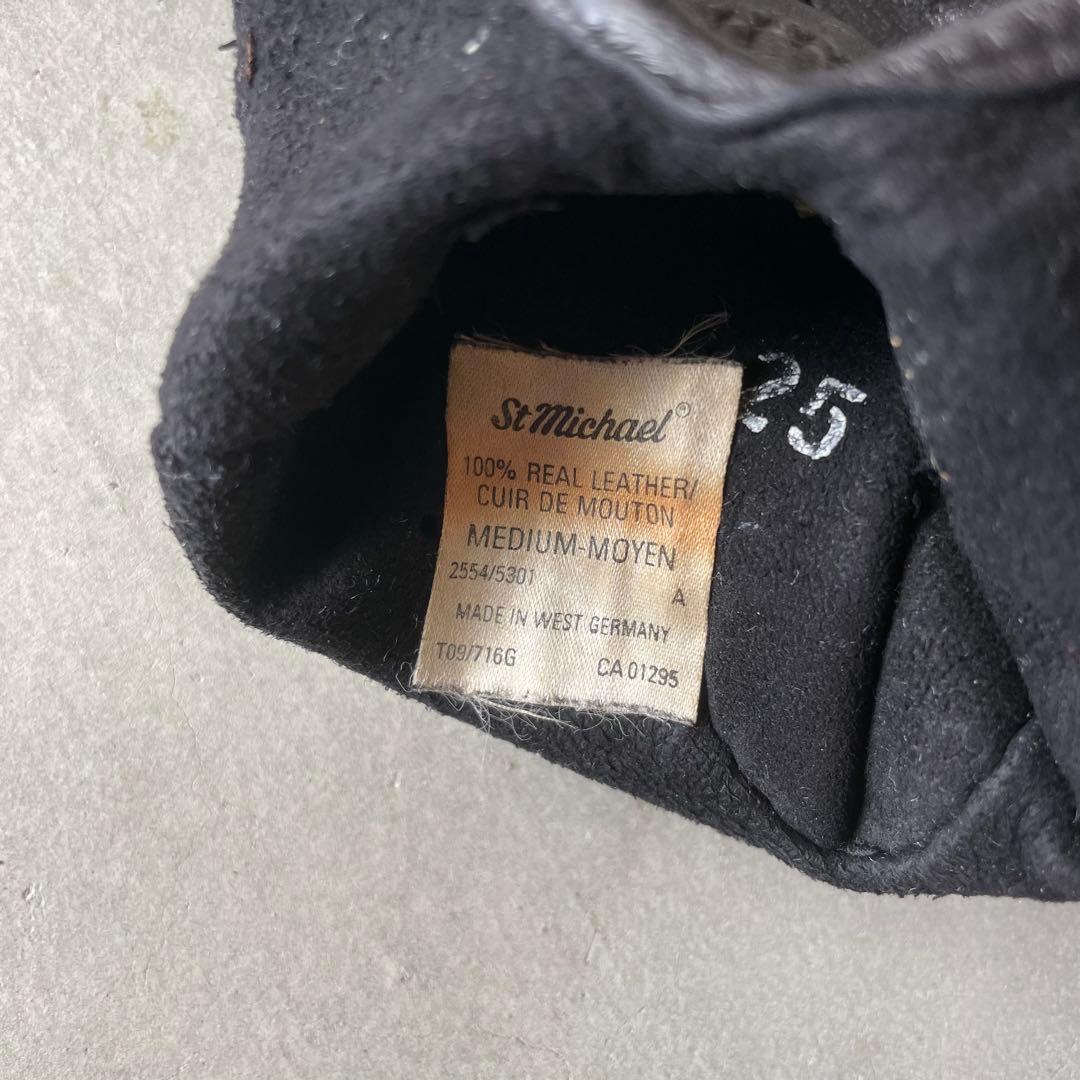 St Michael®
100% REAL LEATHER/
CUIR DE MOUTON
MEDIUM-MOYEN
2554/5301
A
MADE IN WEST GERMANY
T09/716G CA 01295
25